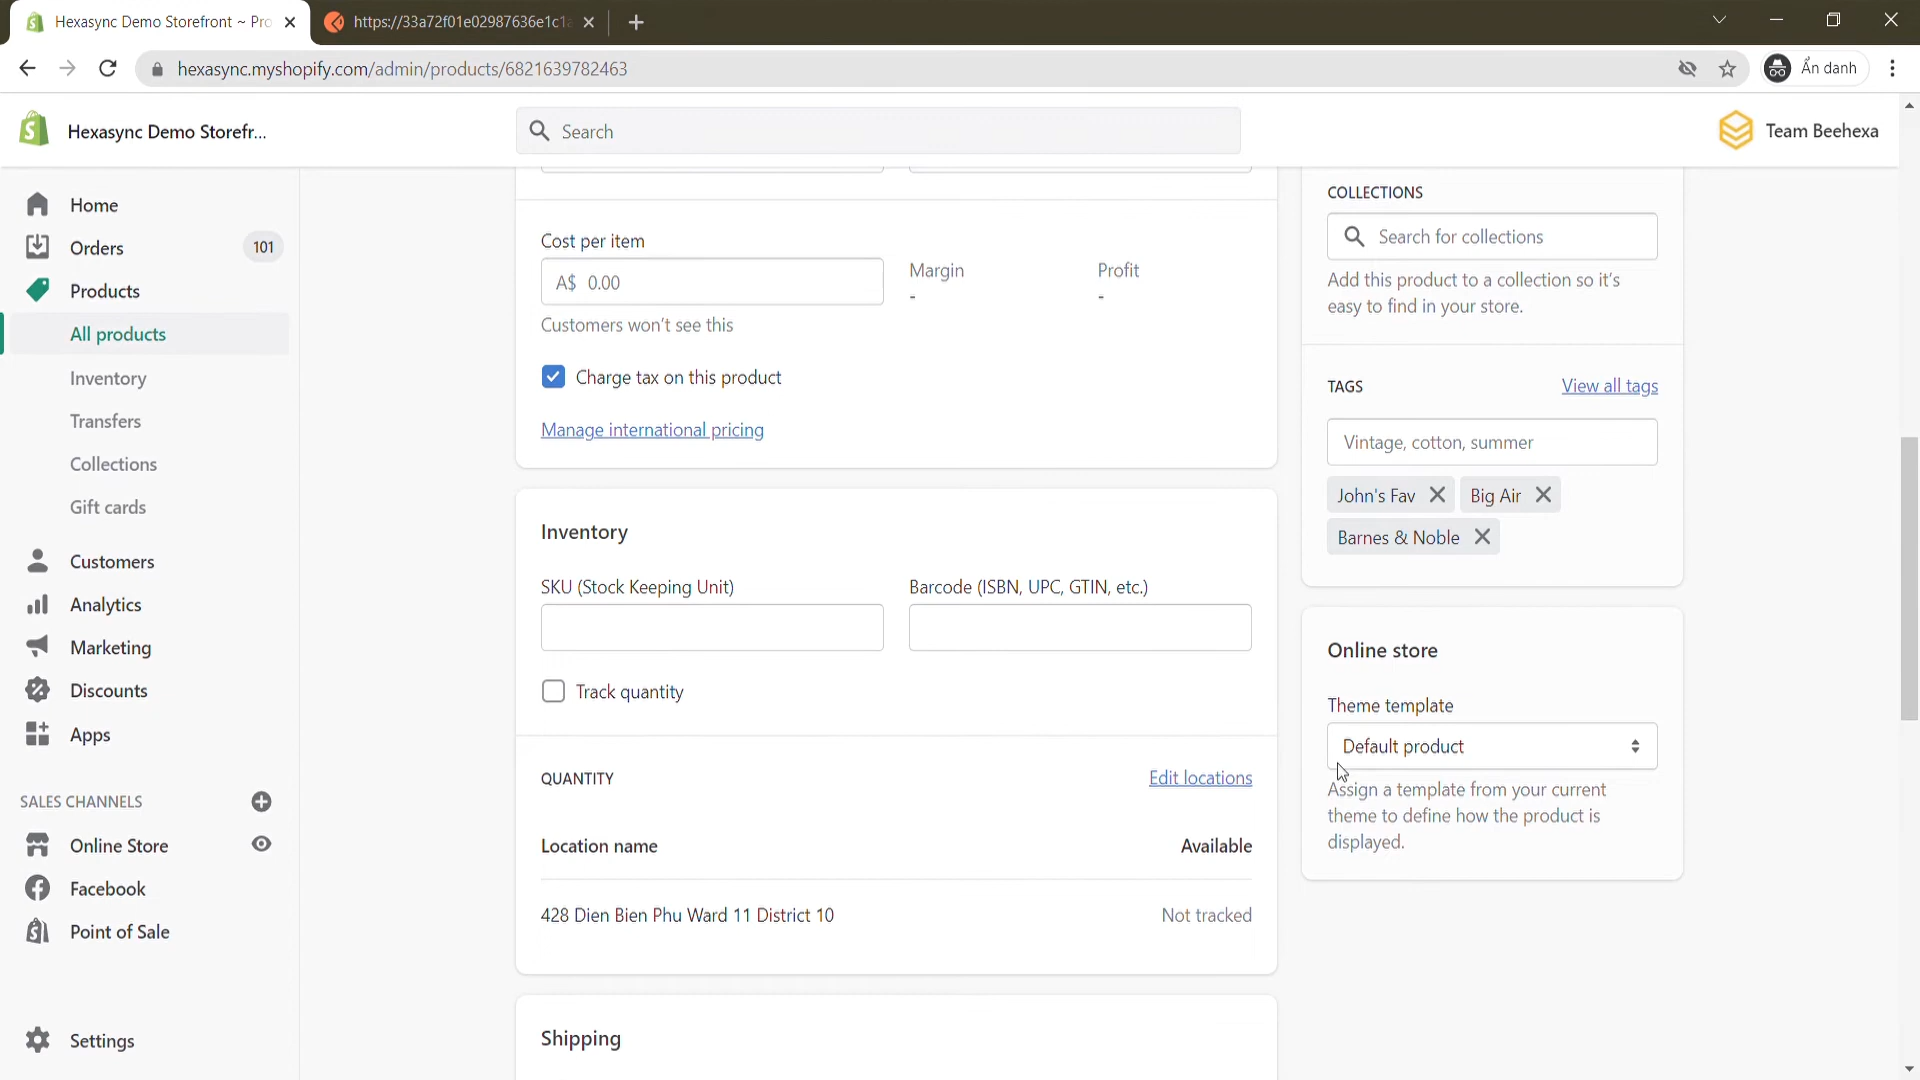 Hexasync Demo Storefront ~ Pro
https://33a72f01e02987636e1c1a
hexasync.myshopify.com/admin/products/6821639782463
Ẩn danh
Hexasync Demo Storefr...
Search
Team Beehexa
Home
Orders
101
Products
All products
Inventory
Transfers
Collections
Gift cards
Customers
Analytics
Marketing
Discounts
Apps
SALES CHANNELS
Online Store
Facebook
Point of Sale
Settings
Cost per item
A$ 0.00
Margin
-
Profit
-
Customers won't see this
Charge tax on this product
Manage international pricing
Inventory
SKU (Stock Keeping Unit)
Barcode (ISBN, UPC, GTIN, etc.)
Track quantity
QUANTITY
Edit locations
Location name
Available
428 Dien Bien Phu Ward 11 District 10
Not tracked
Shipping
COLLECTIONS
Search for collections
Add this product to a collection so it's
easy to find in your store.
TAGS
View all tags
Vintage, cotton, summer
John's Fav
Big Air
Barnes & Noble
Online store
Theme template
Default product
Assign a template from your current
theme to define how the product is
displayed.